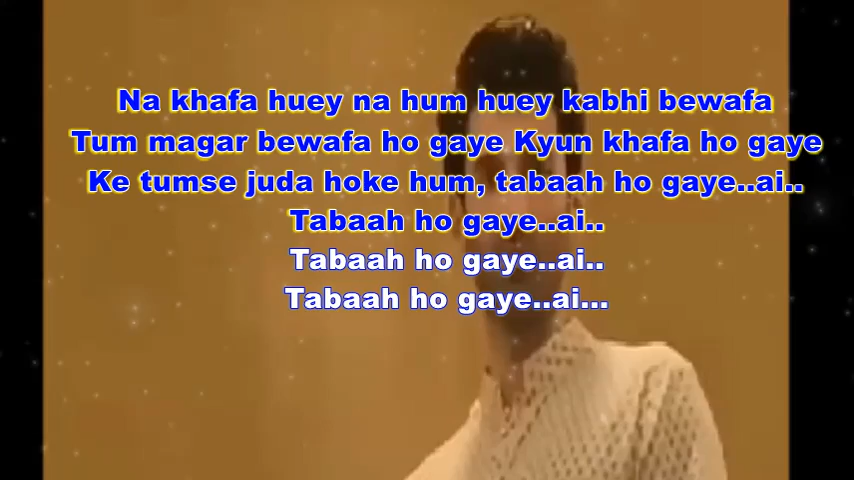 Na khafa huey na hum huey kabhi bewafa
Tum magar bewafa ho gaye Kyun khafa ho gaye
Ke tumse juda hoke hum, tabaah ho gaye..ai..
Tabaah ho gaye..ai..
Tabaah ho gaye..ai..
Tabaah ho gaye..ai...